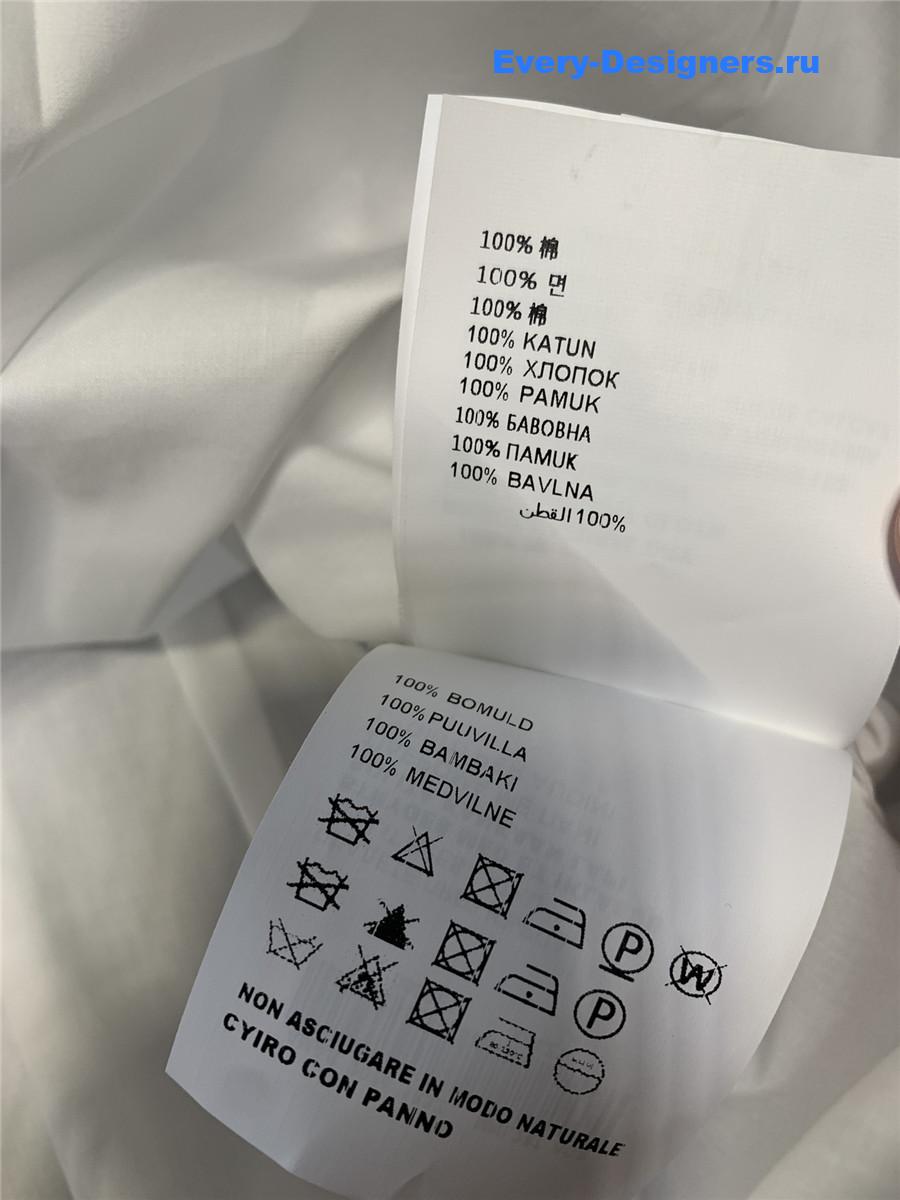 Every-Designers.ru
100% 棉
100% 면
100% 棉
100% KATUN
100% ХЛОПОК
100% PAMUK
100% БАВОВНА
100% ПАМUK
100% BAVLNA
100% القطن
100% BOMULD
100% PUUVILLA
100% BAMBAKI
100% MEDVILNE
P
W
P
NON ASCIUGARE IN MODO NATURALE
CYIRO CON PANNO